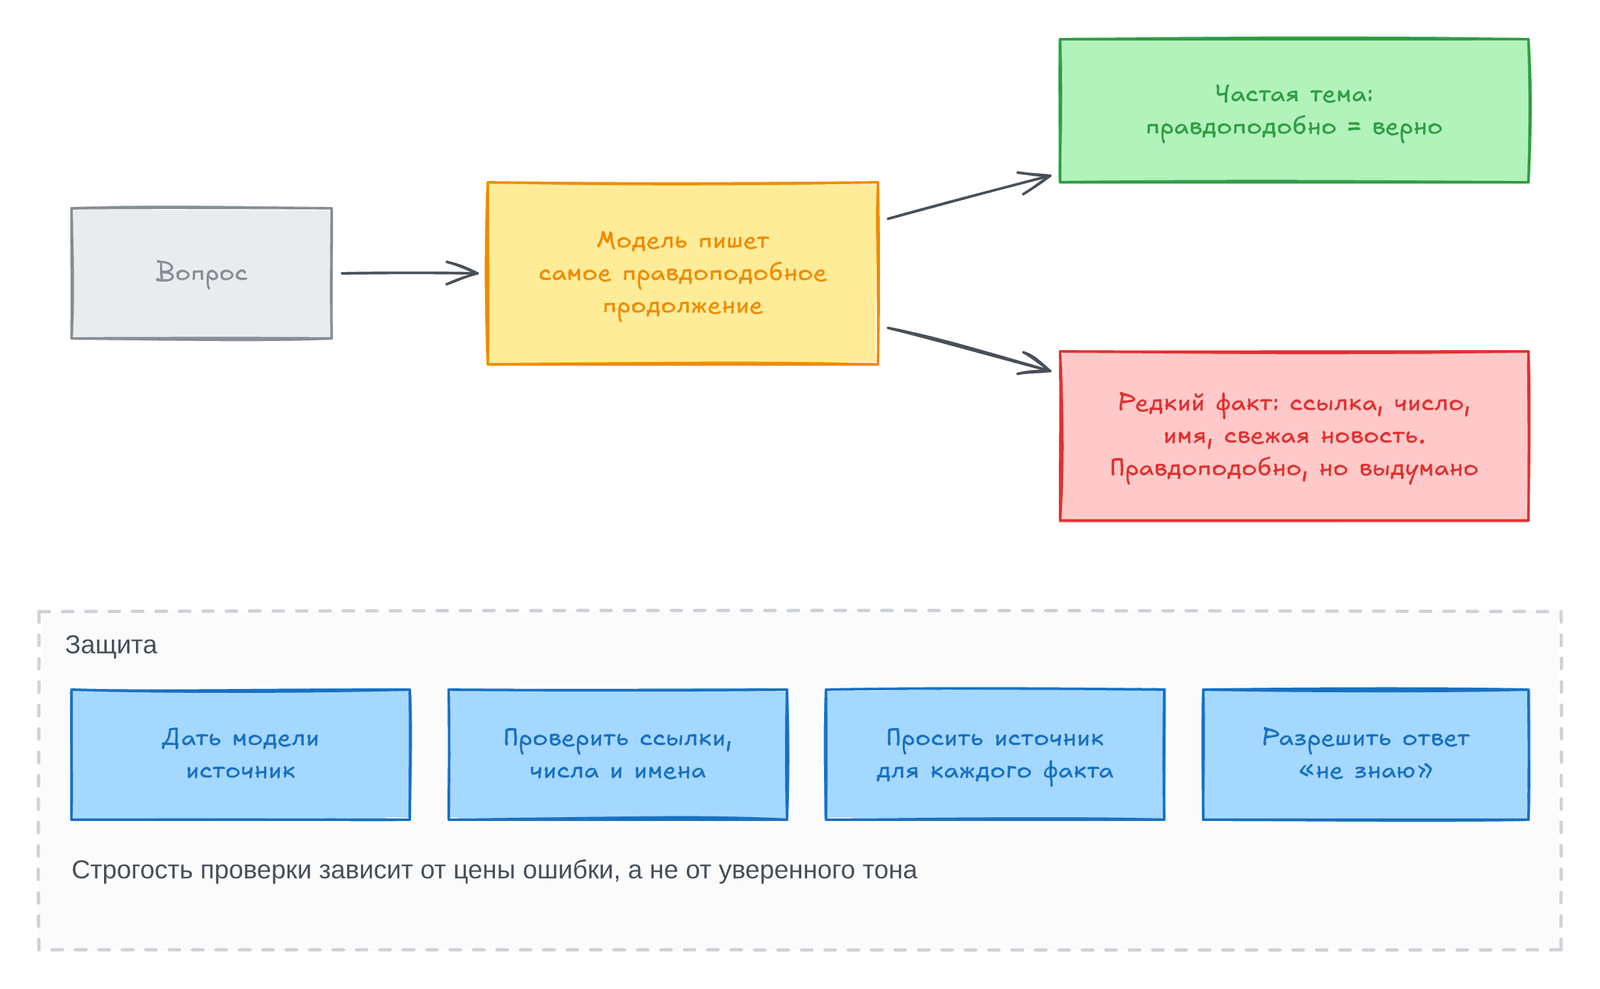 Частая тема:
правдоподобно = верно
Модель пишет
самое правдоподобное
продолжение
Вопрос
Редкий факт: ссылка, число,
имя, свежая новость.
Правдоподобно, но выдумано
Защита
Дать модели
источник
Проверить ссылки,
числа и имена
Просить источник
для каждого факта
Разрешить ответ
«не знаю»
Строгость проверки зависит от цены ошибки, а не от уверенного тона